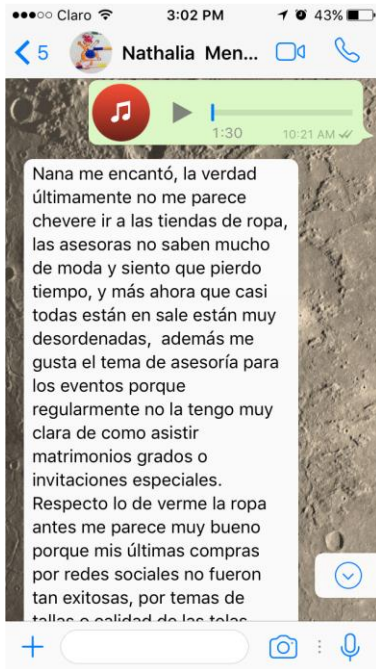 Claro 3:02 PM 43%
5 Nathalia Men...
1:30 10:21 AM
Nana me encantó, la verdad
últimamente no me parece
chevere ir a las tiendas de ropa,
las asesoras no saben mucho
de moda y siento que pierdo
tiempo, y más ahora que casi
todas están en sale están muy
desordenadas, además me
gusta el tema de asesoría para
los eventos porque
regularmente no la tengo muy
clara de como asistir
matrimonios grados o
invitaciones especiales.
Respecto lo de verme la ropa
antes me parece muy bueno
porque mis últimas compras
por redes sociales no fueron
tan exitosas, por temas de
tallas o calidad de las telas